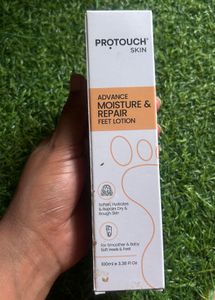 PROTOUCH®
SKIN
ADVANCE
MOISTURE &
REPAIR
FEET LOTION
Soften, Hydrates
& Repairs Dry &
Rough Skin
For Smoother & Baby
Soft Heels & Feet
100ml e 3.38 Fl Oz